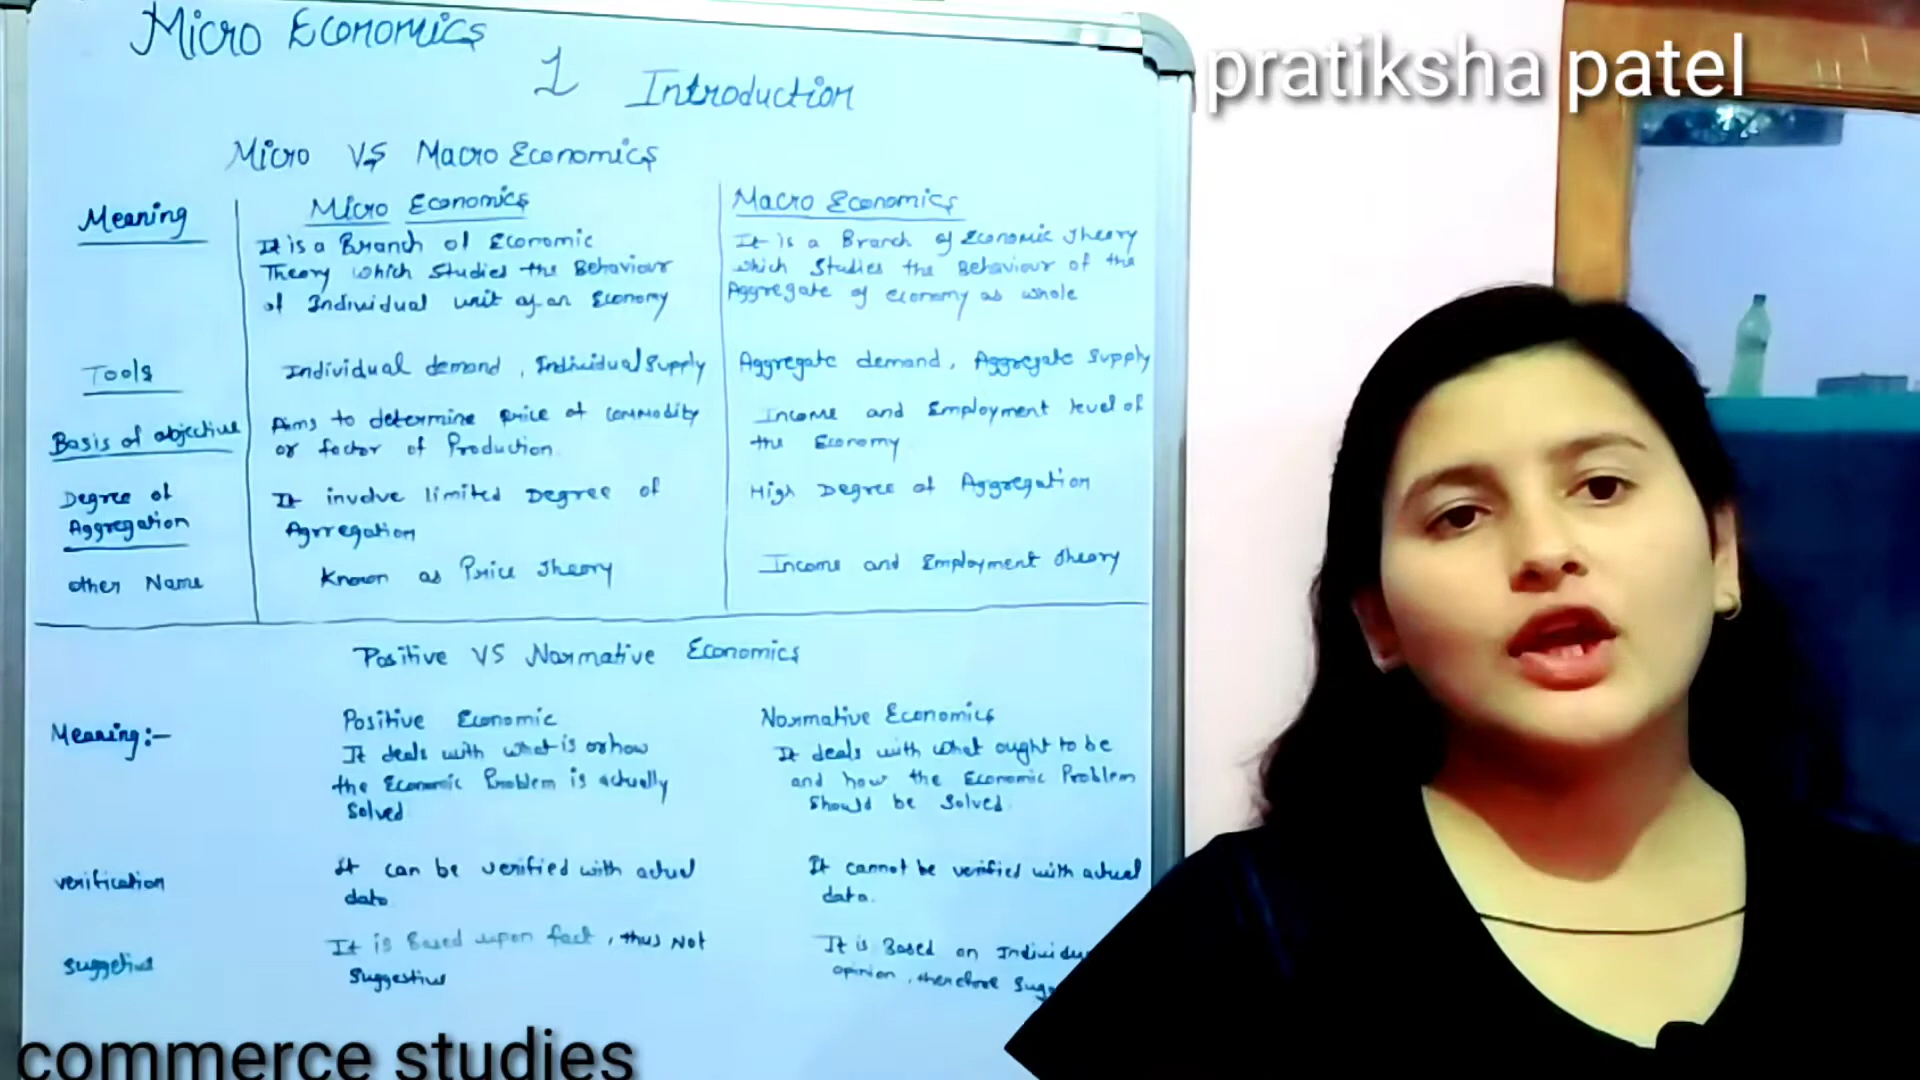 Micro Economics
1 Introduction
pratiksha patel
Micro VS Macro Economics
Meaning
Micro Economics
It is a Branch of Economic
Theory which studies the Behaviour
of Individual unit of an Economy
Macro Economics
It is a Branch of Economic Theory
which Studies the Behaviour of the
Aggregate of economy as whole
Tools
Individual demand, Individual Supply
Aggregate demand, Aggregate Supply
Basis of objective
Aims to determine price of commodity
or factor of Production
Income and Employment level of
the Economy
Degree of
Aggregation
It involve limited Degree of
Agrregation
High Degree of Aggregation
other Name
Known as Price Theory
Income and Employment Theory
Positive VS Normative Economics
Meaning:-
Positive Economic
It deals with what is or how
the Economic Problem is actually
Solved
Normative Economics
It deals with what ought to be
and how the Economic Problem
Should be Solved.
verification
It can be verified with actual
data
It cannot be verified with actual
data.
It is Based upon fact, thus Not
Suggestive
It is Based on
opinion, therefore
commerce studies